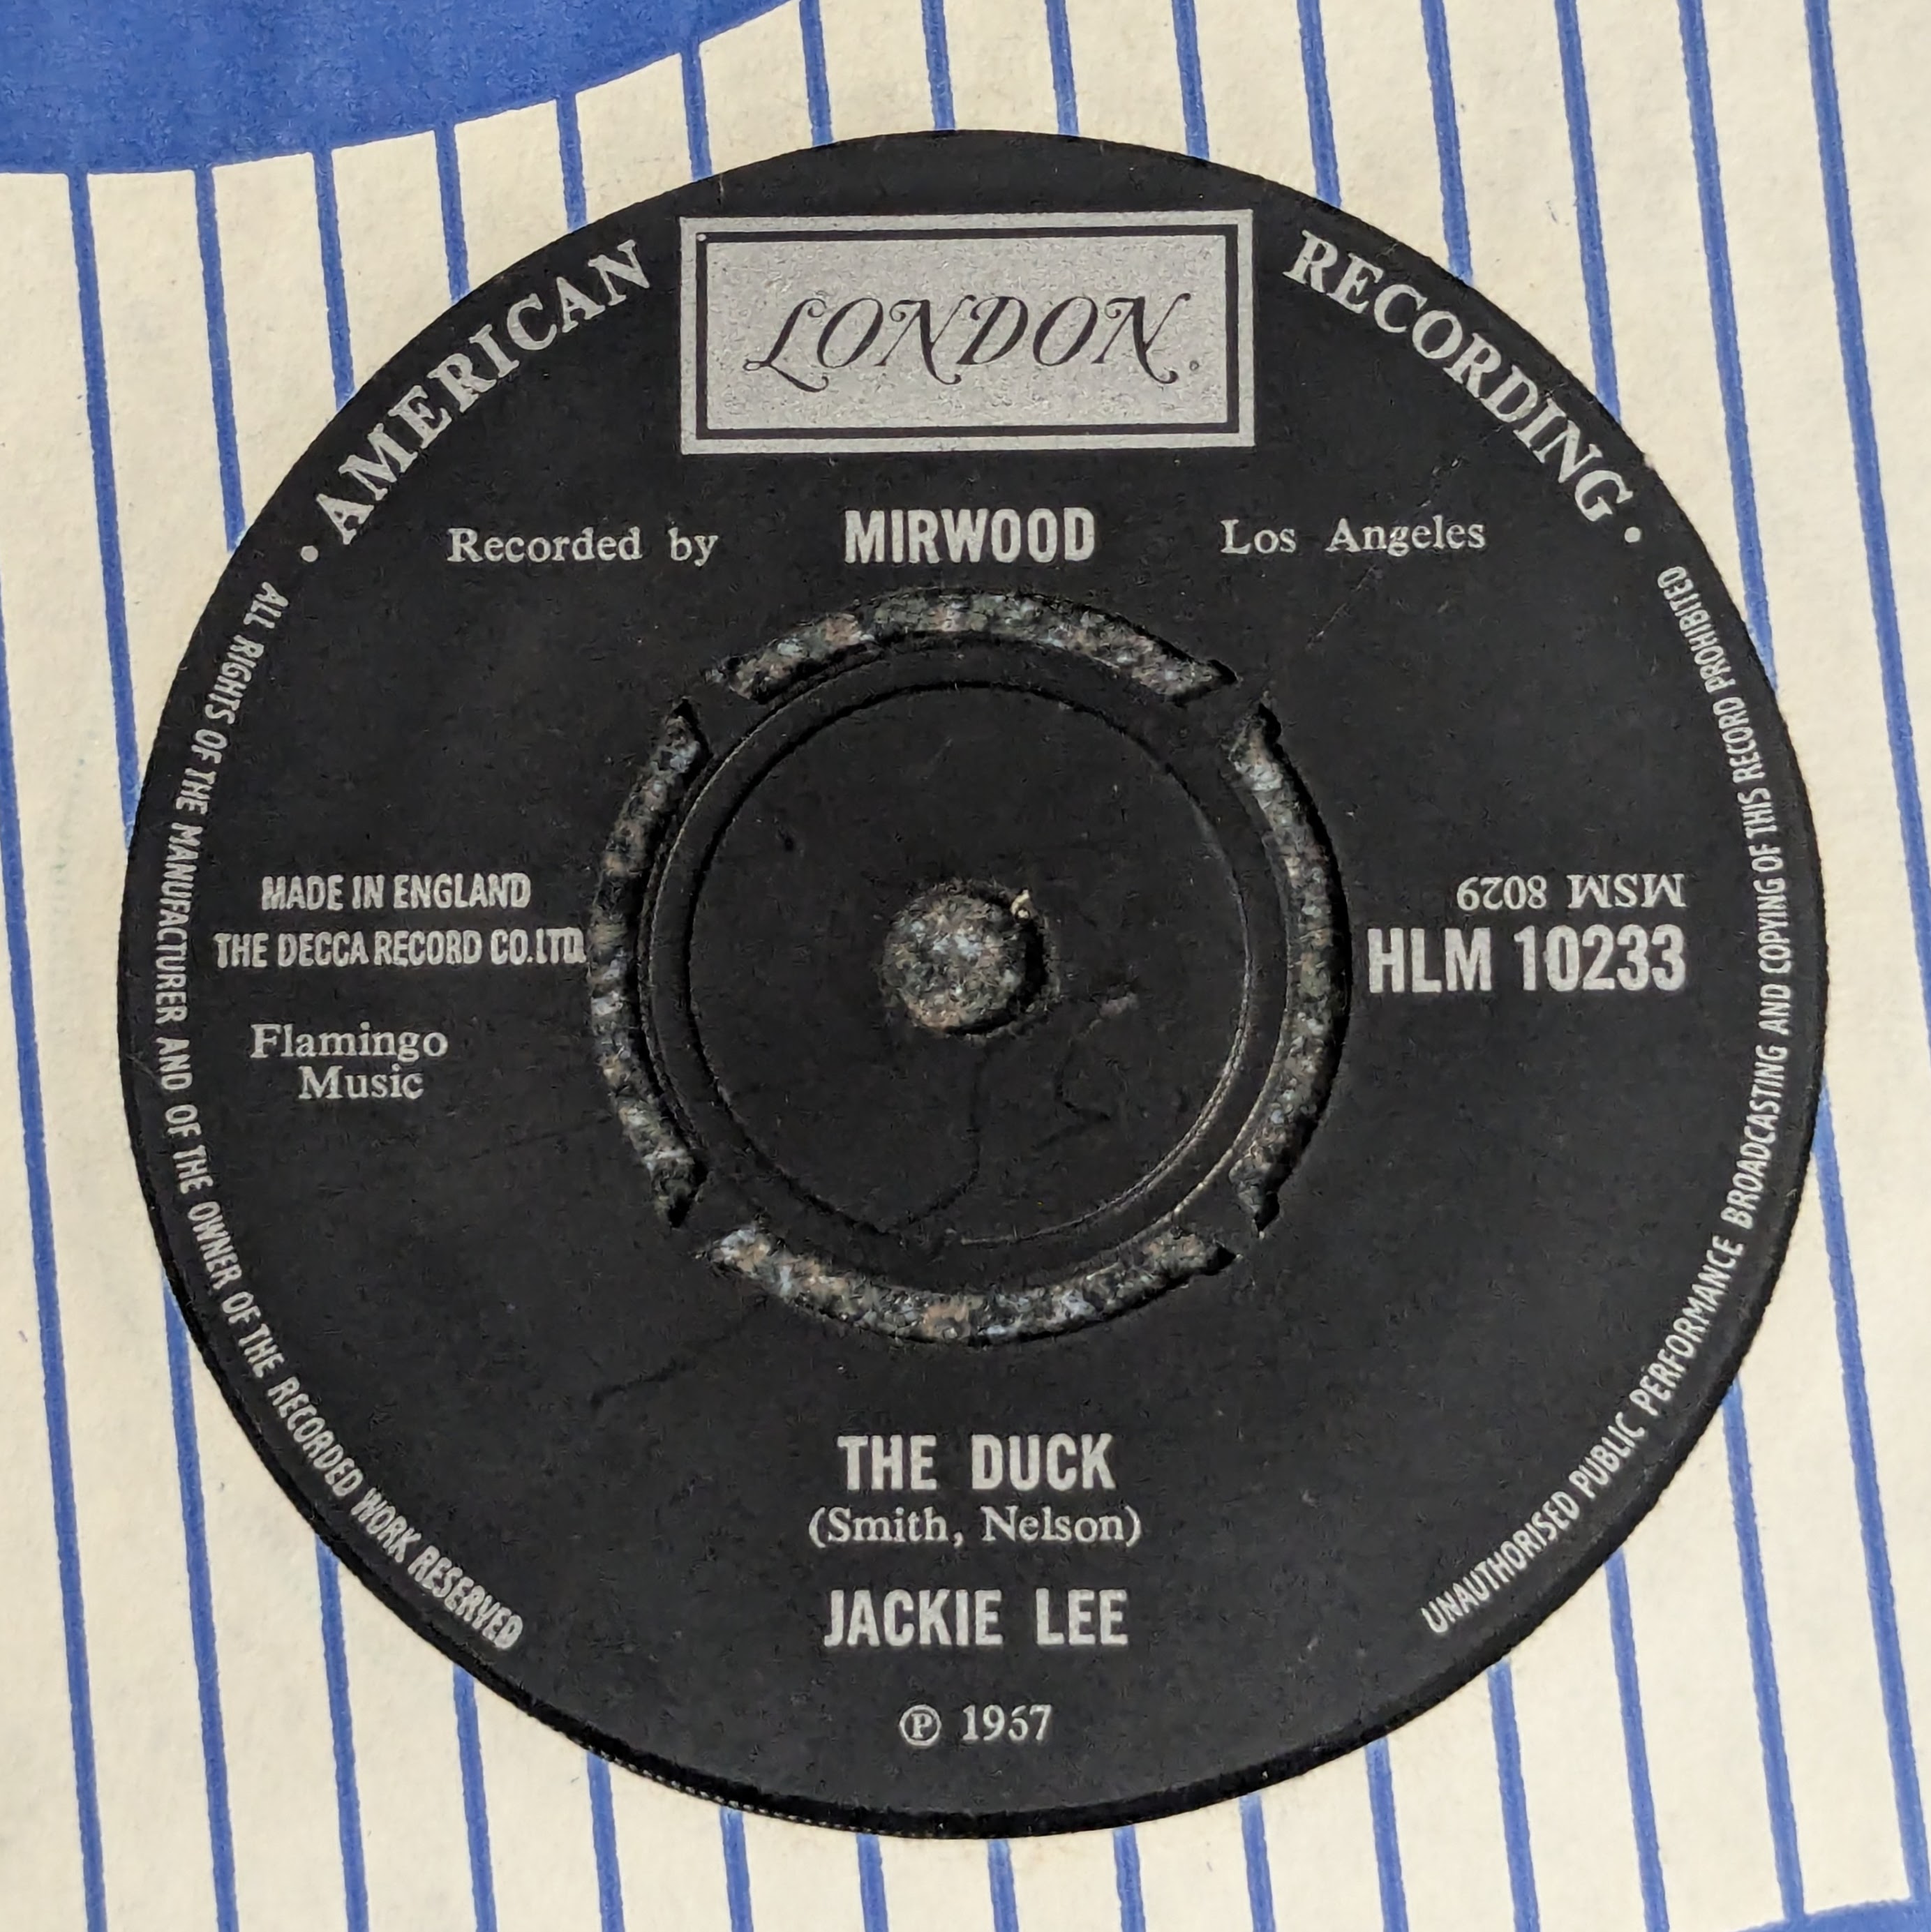 • AMERICAN RECORDING •
LONDON
Recorded by MIRWOOD Los Angeles
MADE IN ENGLAND
THE DECCA RECORD CO.LTD.
Flamingo
Music
MSM 8029
HLM 10233
THE DUCK
(Smith, Nelson)
JACKIE LEE
℗ 1967
ALL RIGHTS OF THE MANUFACTURER AND OF THE OWNER OF THE RECORDED WORK RESERVED
UNAUTHORISED PUBLIC PERFORMANCE BROADCASTING AND COPYING OF THIS RECORD PROHIBITED